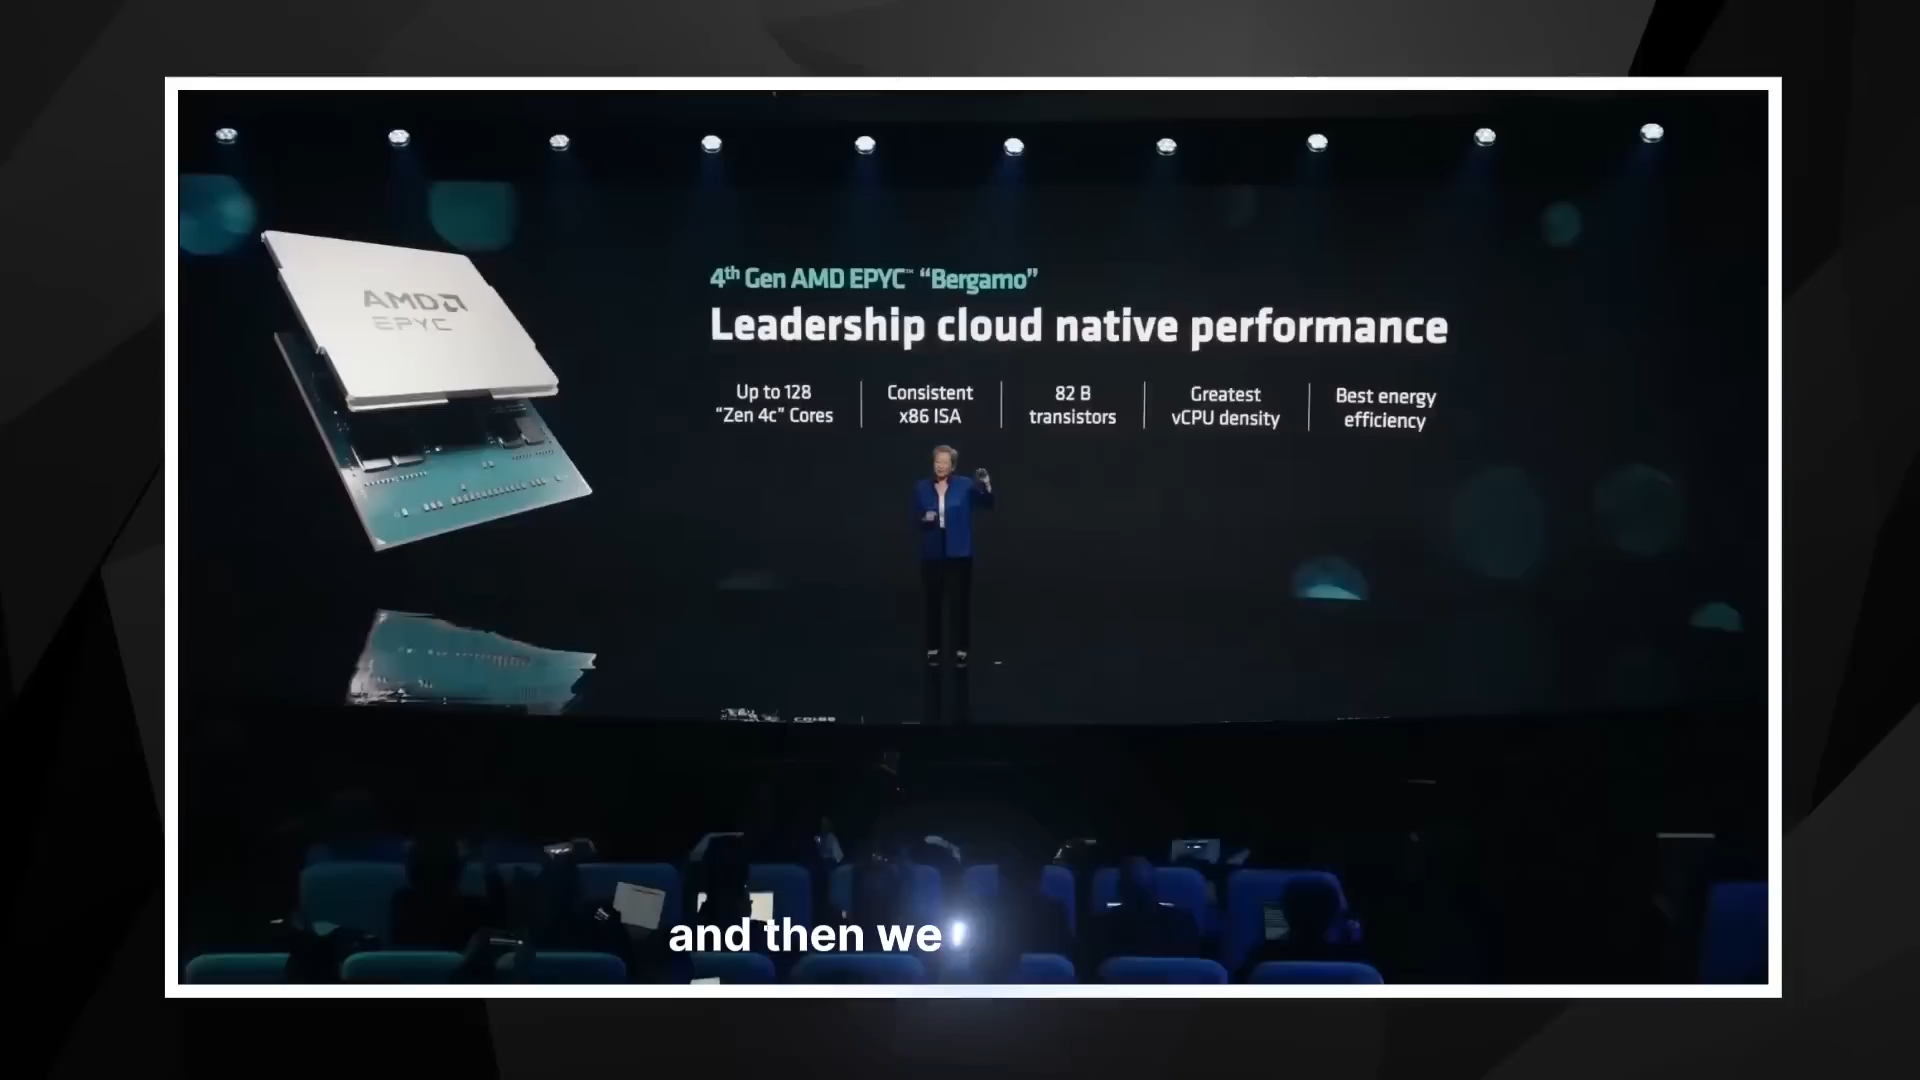 AMD
EPYC
4th Gen AMD EPYC™ “Bergamo”
Leadership cloud native performance
Up to 128
“Zen 4c” Cores
Consistent
x86 ISA
82 B
transistors
Greatest
vCPU density
Best energy
efficiency
and then we